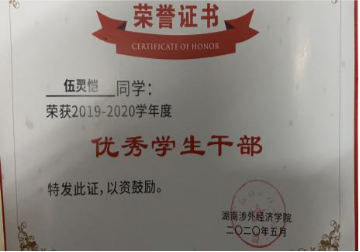 荣誉证书
CERTIFICATE OF HONOR
伍灵恺同学：
荣获2019-2020学年度
优秀学生干部
特发此证，以资鼓励。
湖南涉外经济学院
二〇二〇年五月